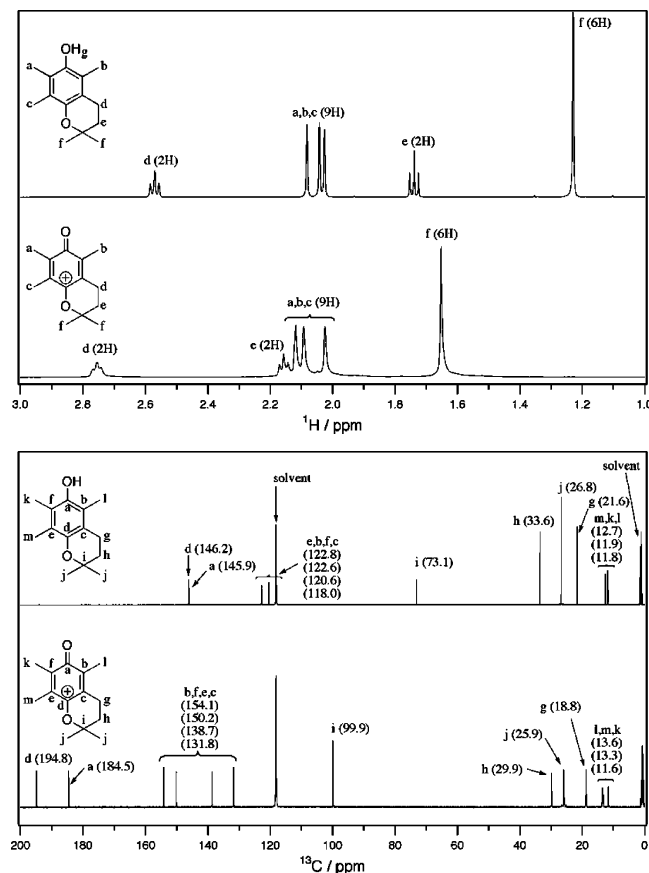 OHg
a b
c d
O e
f f
d (2H)
a,b,c (9H)
e (2H)
f (6H)
O
a b
c d
O e
f f
d (2H)
e (2H)
a,b,c (9H)
f (6H)
3.0 2.8 2.6 2.4 2.2 2.0 1.8 1.6 1.4 1.2 1.0
1H / ppm
OH
k f a b l
m e d c g
O i h
j j
d (146.2)
a (145.9)
solvent
e,b,f,c
(122.8)
(122.6)
(120.6)
(118.0)
i (73.1)
h (33.6)
j (26.8)
g (21.6)
solvent
m,k,l
(12.7)
(11.9)
(11.8)
O
k f a b l
m e d c g
O i h
j j
d (194.8)
a (184.5)
b,f,e,c
(154.1)
(150.2)
(138.7)
(131.8)
i (99.9)
h (29.9)
j (25.9)
g (18.8)
l,m,k
(13.6)
(13.3)
(11.6)
200 180 160 140 120 100 80 60 40 20 0
13C / ppm